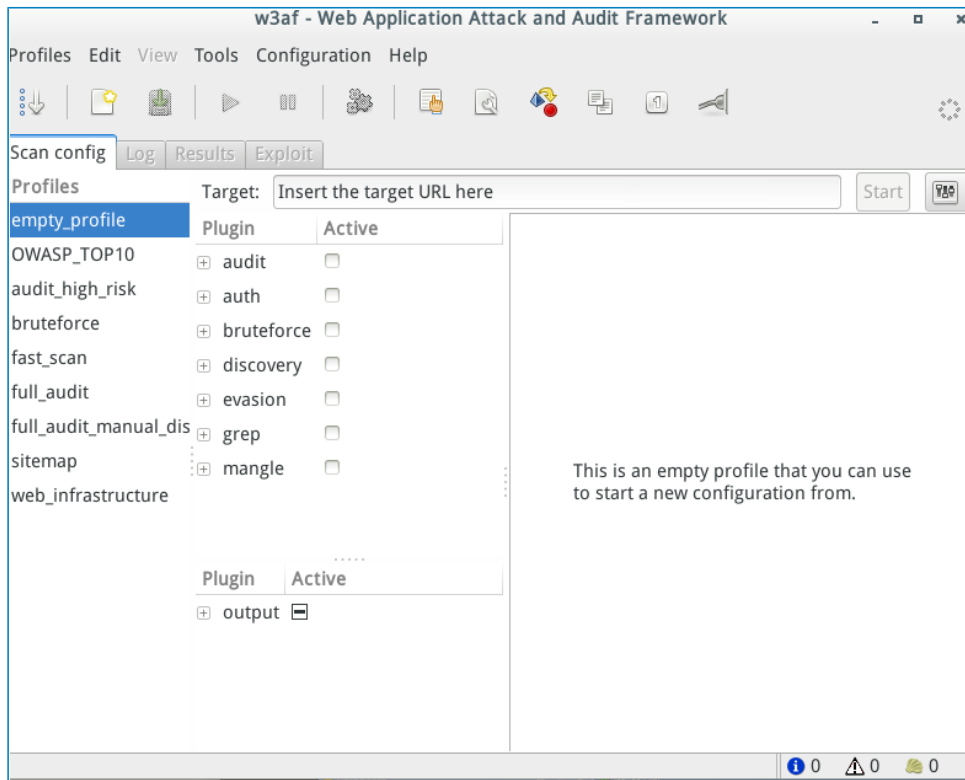 w3af - Web Application Attack and Audit Framework
Profiles Edit View Tools Configuration Help
Scan config Log Results Exploit
Profiles
empty_profile
OWASP_TOP10
audit_high_risk
bruteforce
fast_scan
full_audit
full_audit_manual_dis
sitemap
web_infrastructure
Target: Insert the target URL here Start
Plugin Active
audit
auth
bruteforce
discovery
evasion
grep
mangle
Plugin Active
output
This is an empty profile that you can use
to start a new configuration from.
0 0 0